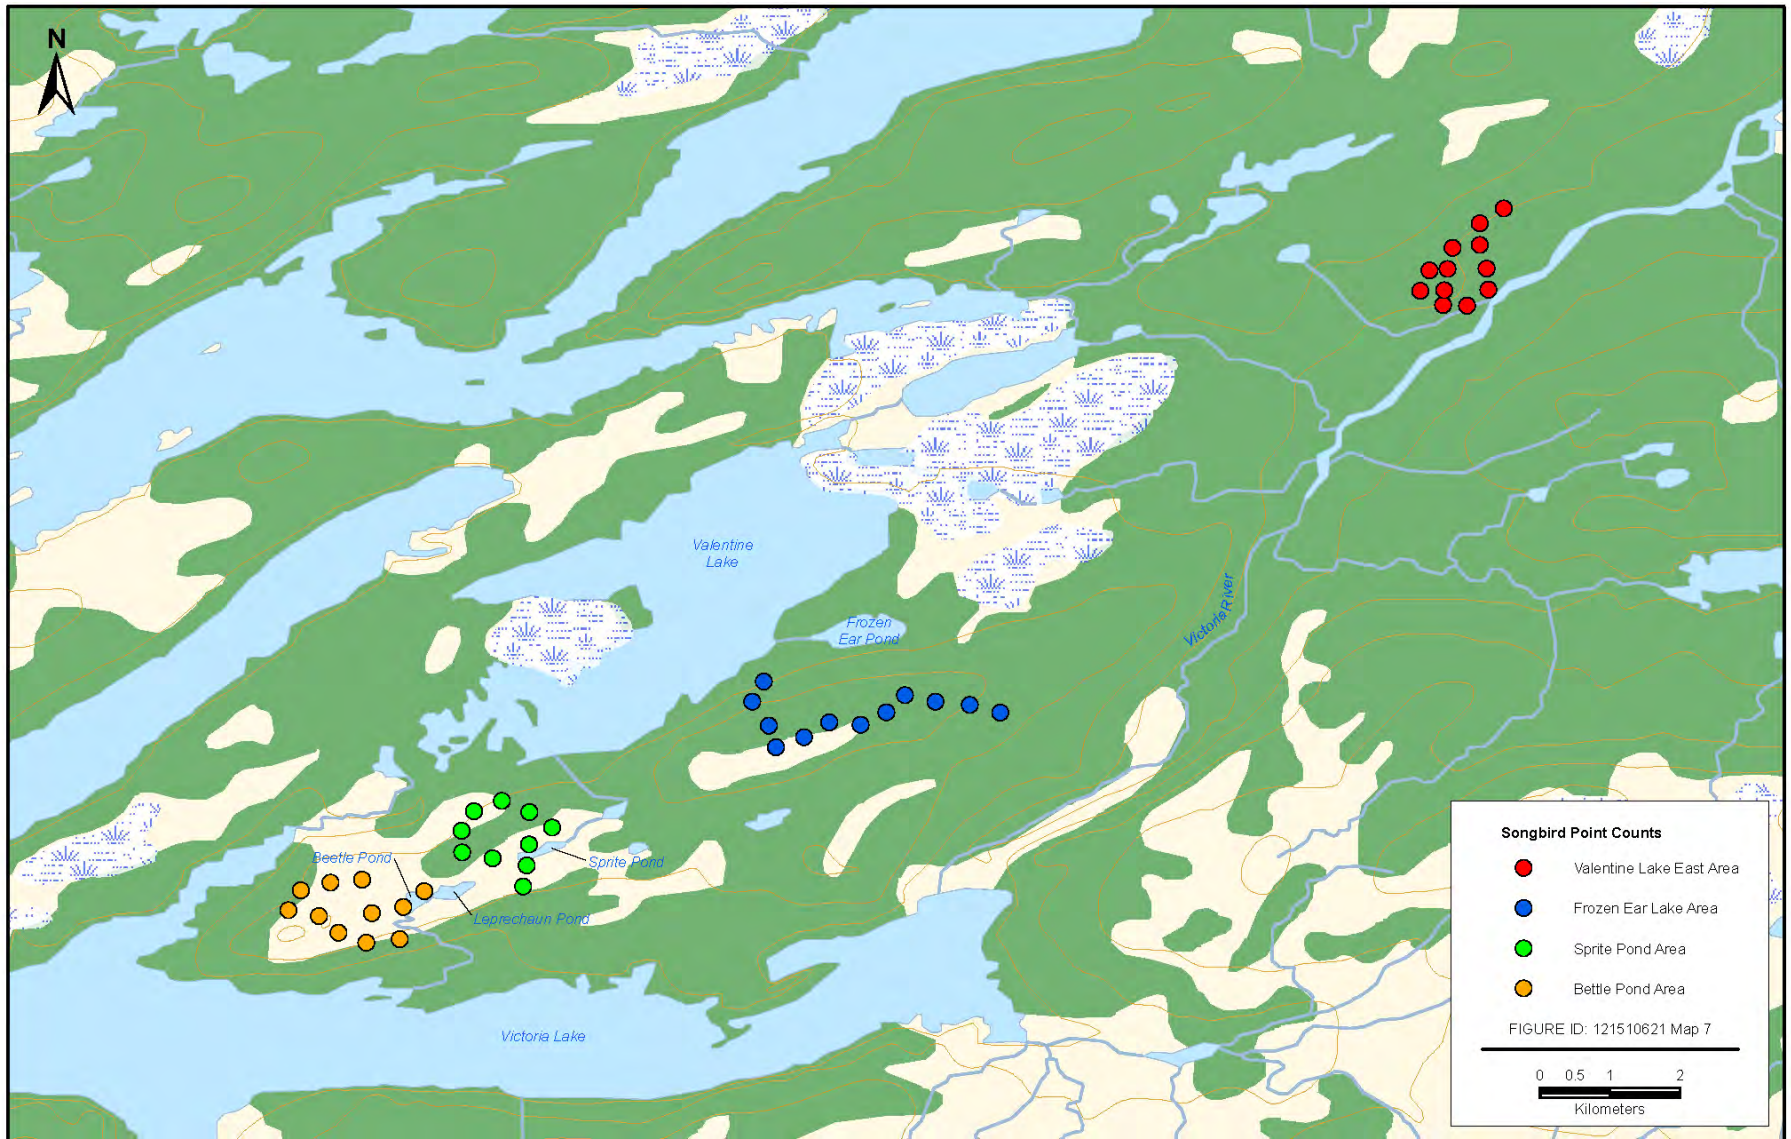 N
Valentine
Lake
Frozen
Ear Pond
Victoria River
Beetle Pond
Sprite Pond
Leprechaun Pond
Victoria Lake
Songbird Point Counts
Valentine Lake East Area
Frozen Ear Lake Area
Sprite Pond Area
Bettle Pond Area
FIGURE ID: 121510621 Map 7
0 0.5 1 2
Kilometers